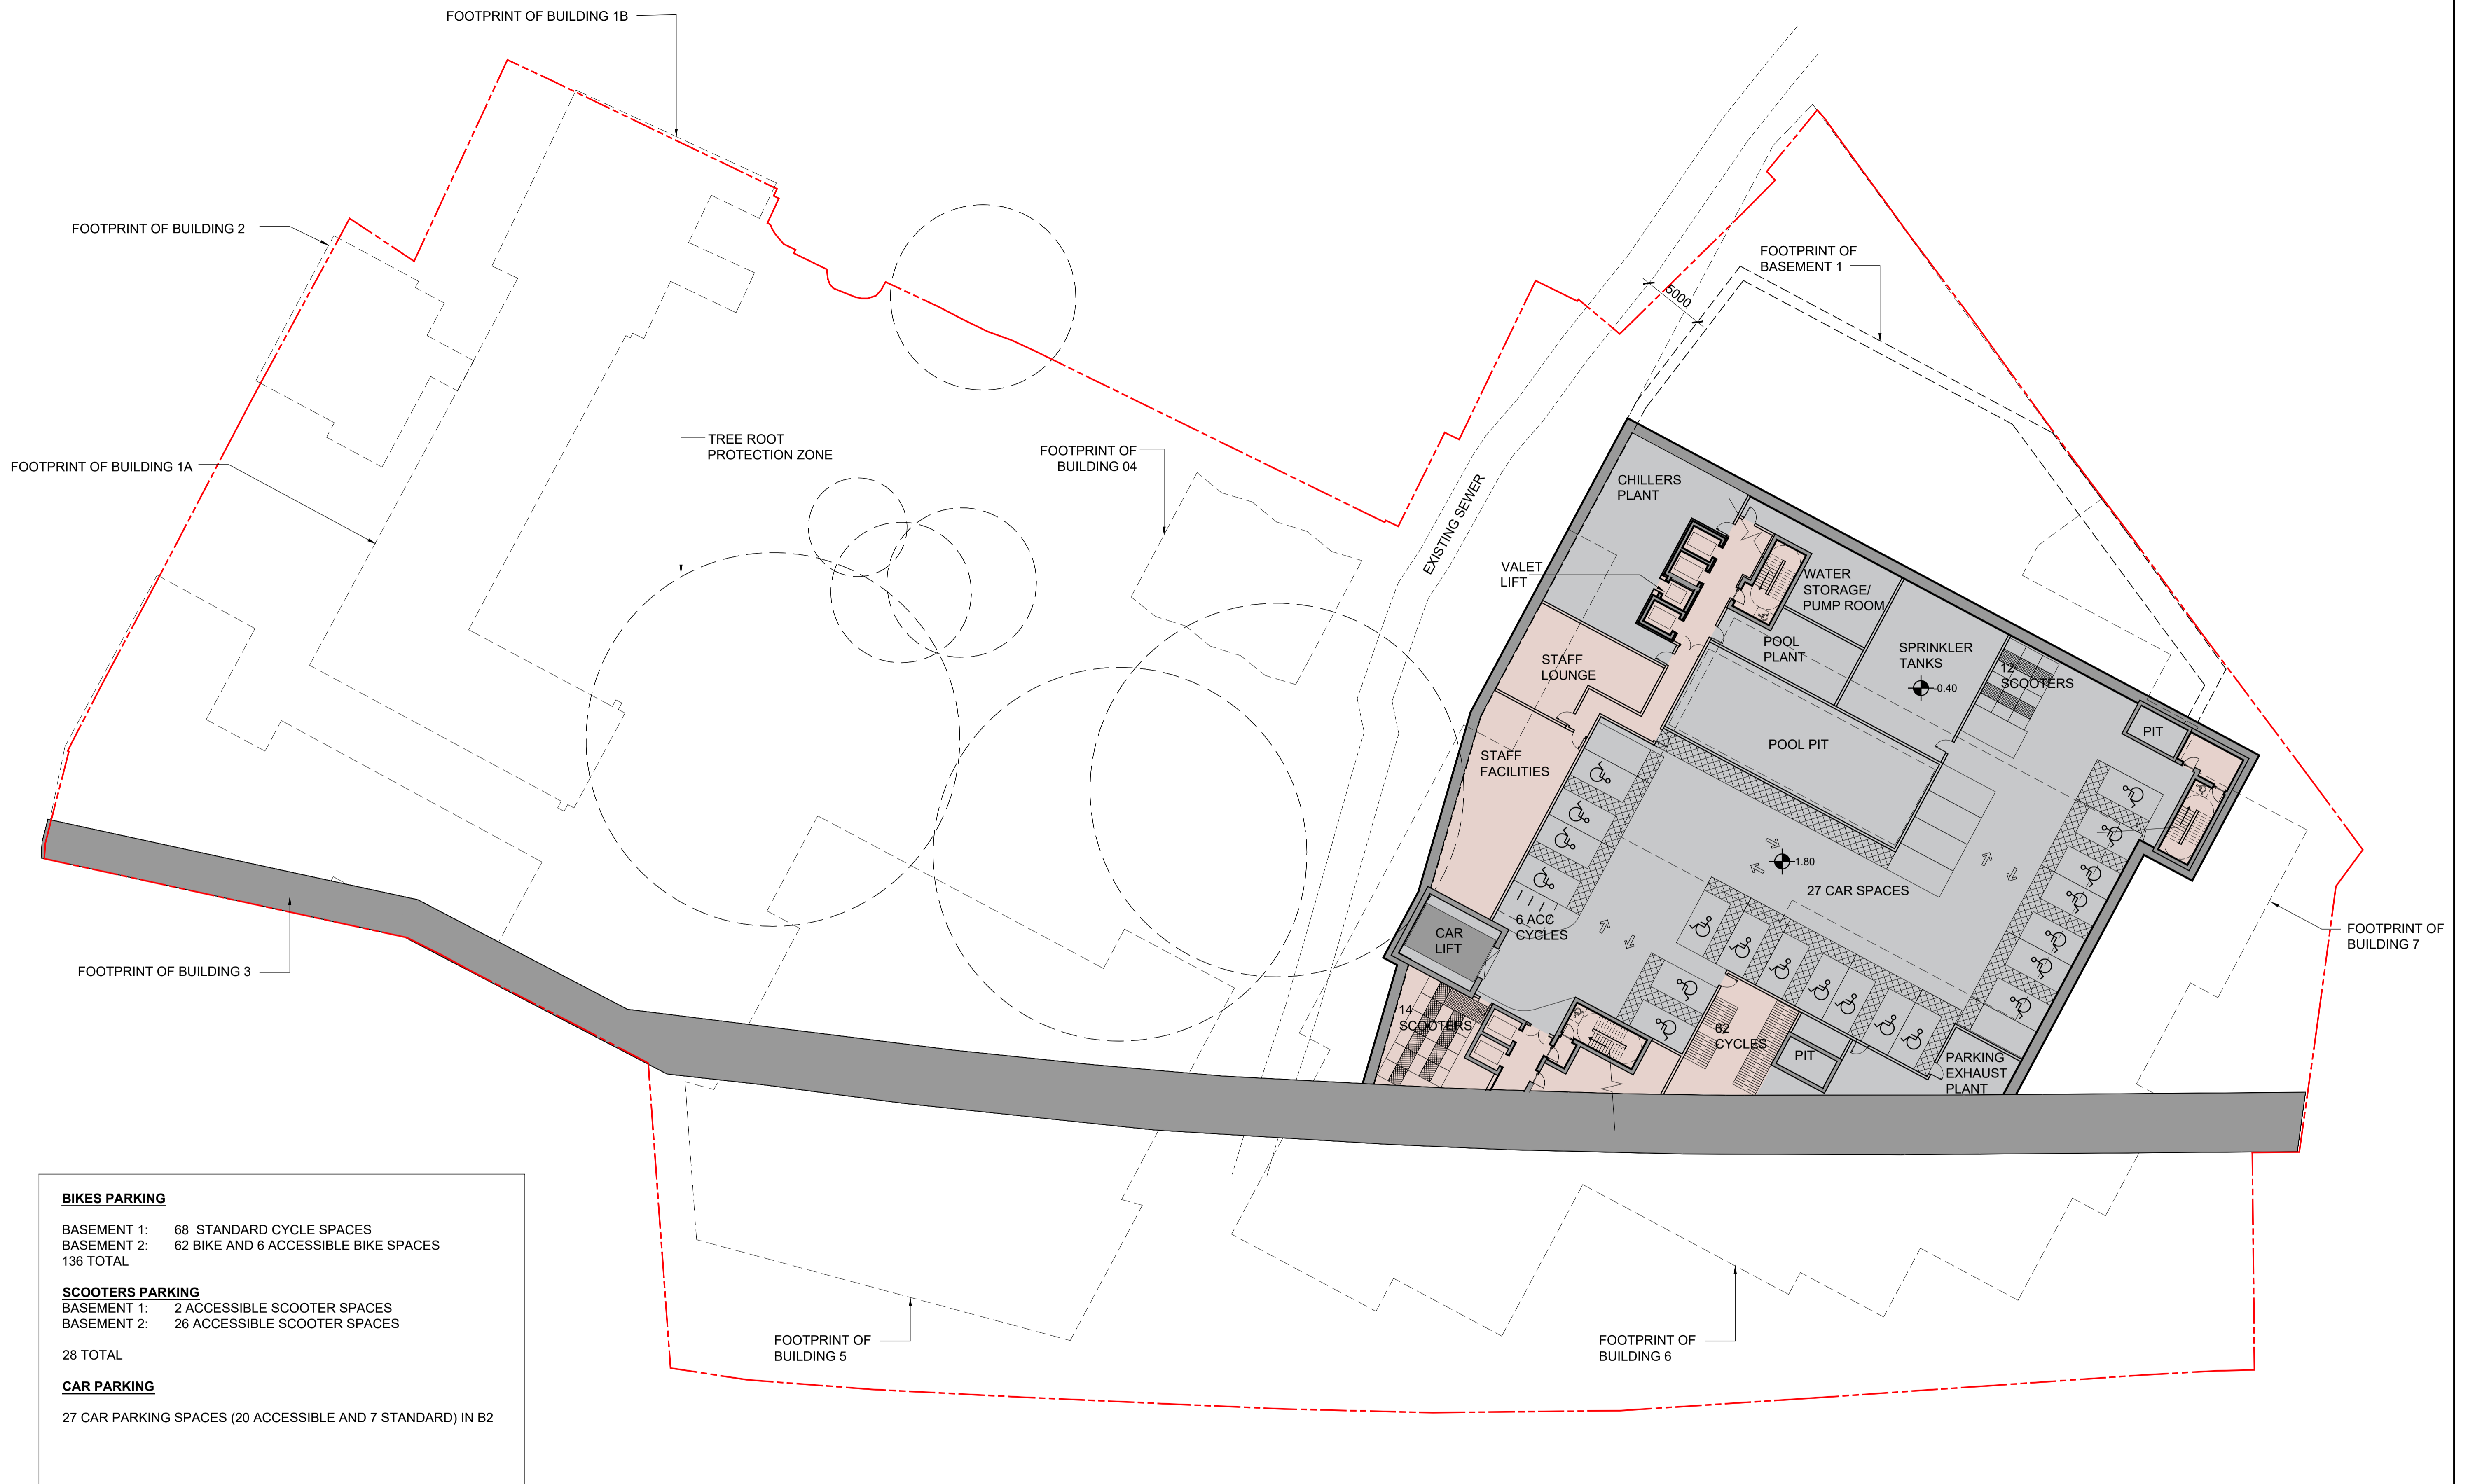 FOOTPRINT OF BUILDING 1B
FOOTPRINT OF BUILDING 2
FOOTPRINT OF
BASEMENT 1
5000
TREE ROOT
PROTECTION ZONE
FOOTPRINT OF
BUILDING 04
FOOTPRINT OF BUILDING 1A
EXISTING SEWER
CHILLERS
PLANT
VALET
LIFT
WATER
STORAGE/
PUMP ROOM
POOL
PLANT
SPRINKLER
TANKS
-0.40
12
SCOOTERS
STAFF
LOUNGE
PIT
POOL PIT
STAFF
FACILITIES
-1.80
27 CAR SPACES
6 ACC
CYCLES
CAR
LIFT
FOOTPRINT OF
BUILDING 7
FOOTPRINT OF BUILDING 3
14
SCOOTERS
62
CYCLES
PIT
PARKING
EXHAUST
PLANT
BIKES PARKING
BASEMENT 1: 68 STANDARD CYCLE SPACES
BASEMENT 2: 62 BIKE AND 6 ACCESSIBLE BIKE SPACES
136 TOTAL
SCOOTERS PARKING
BASEMENT 1: 2 ACCESSIBLE SCOOTER SPACES
BASEMENT 2: 26 ACCESSIBLE SCOOTER SPACES
28 TOTAL
CAR PARKING
27 CAR PARKING SPACES (20 ACCESSIBLE AND 7 STANDARD) IN B2
FOOTPRINT OF
BUILDING 5
FOOTPRINT OF
BUILDING 6